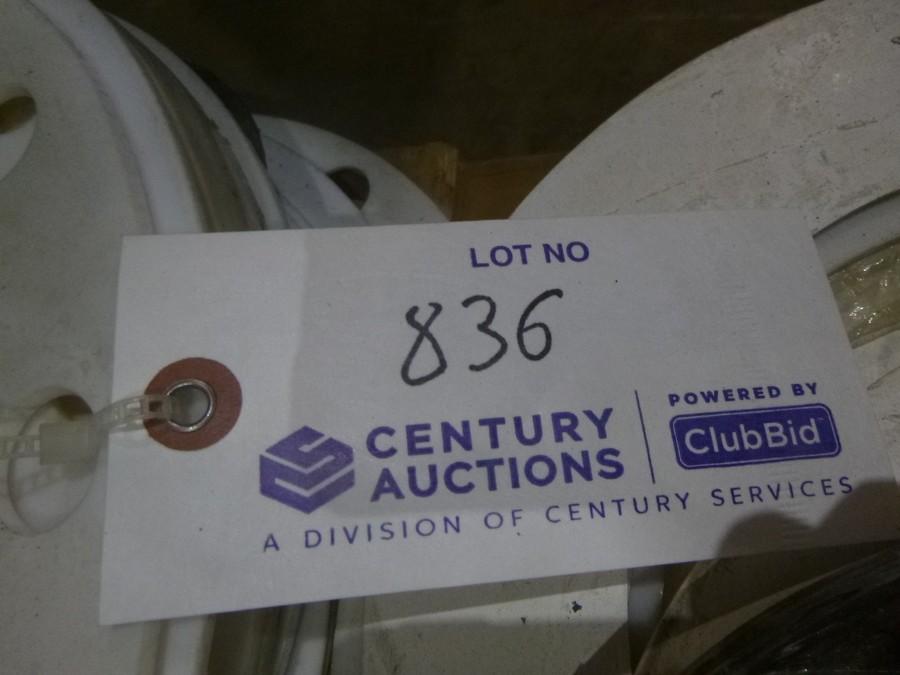 LOT NO
836
CENTURY
AUCTIONS
POWERED BY
ClubBid
A DIVISION OF CENTURY SERVICES